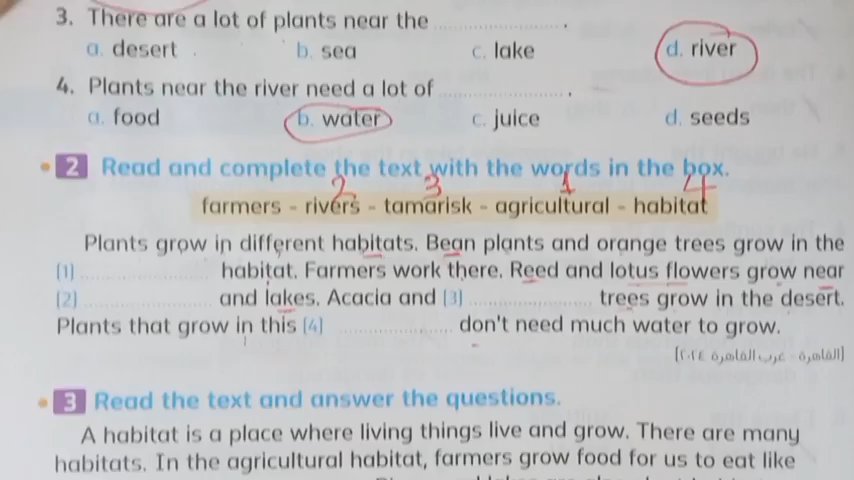 3. There are a lot of plants near the .................... .
a. desert b. sea c. lake d. river
4. Plants near the river need a lot of .................... .
a. food b. water c. juice d. seeds
2 Read and complete the text with the words in the box.
2 3 1 4
farmers - rivers - tamarisk - agricultural - habitat
Plants grow in different habitats. Bean plants and orange trees grow in the
[1] .................... habitat. Farmers work there. Reed and lotus flowers grow near
[2] .................... and lakes. Acacia and [3] .................... trees grow in the desert.
Plants that grow in this [4] .................... don't need much water to grow.
[القاهرة - غرب القاهرة ٢٠٢٤]
3 Read the text and answer the questions.
A habitat is a place where living things live and grow. There are many
habitats. In the agricultural habitat, farmers grow food for us to eat like